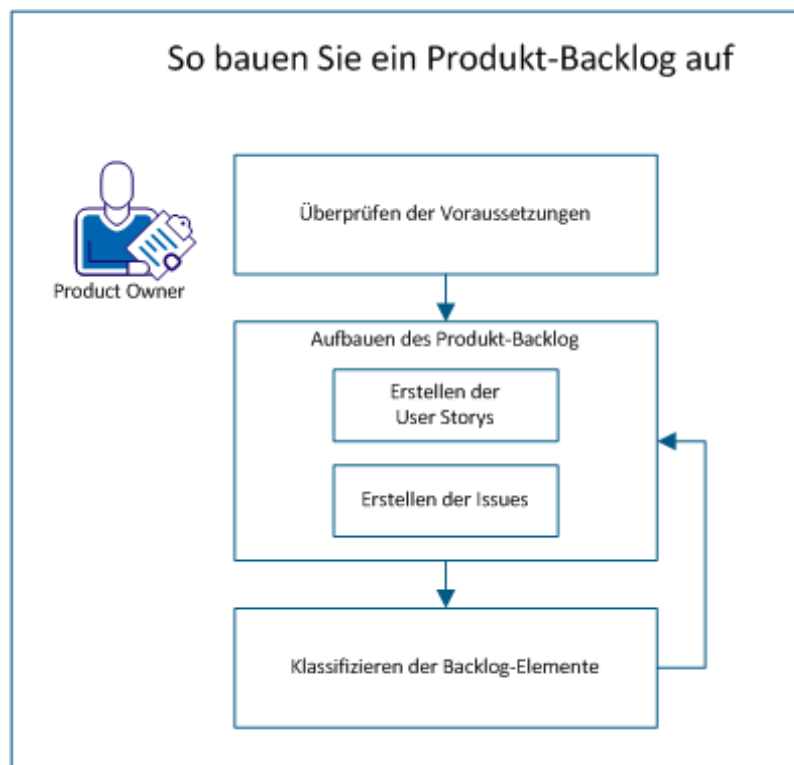 So bauen Sie ein Produkt-Backlog auf
Überprüfen der Voraussetzungen
Product Owner
Aufbauen des Produkt-Backlog
Erstellen der
User Storys
Erstellen der Issues
Klassifizieren der Backlog-Elemente